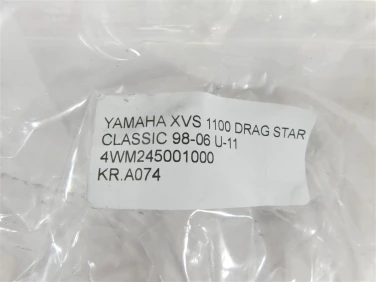 YAMAHA XVS 1100 DRAG STAR
CLASSIC 98-06 U-11
4WM245001000
KR.A074